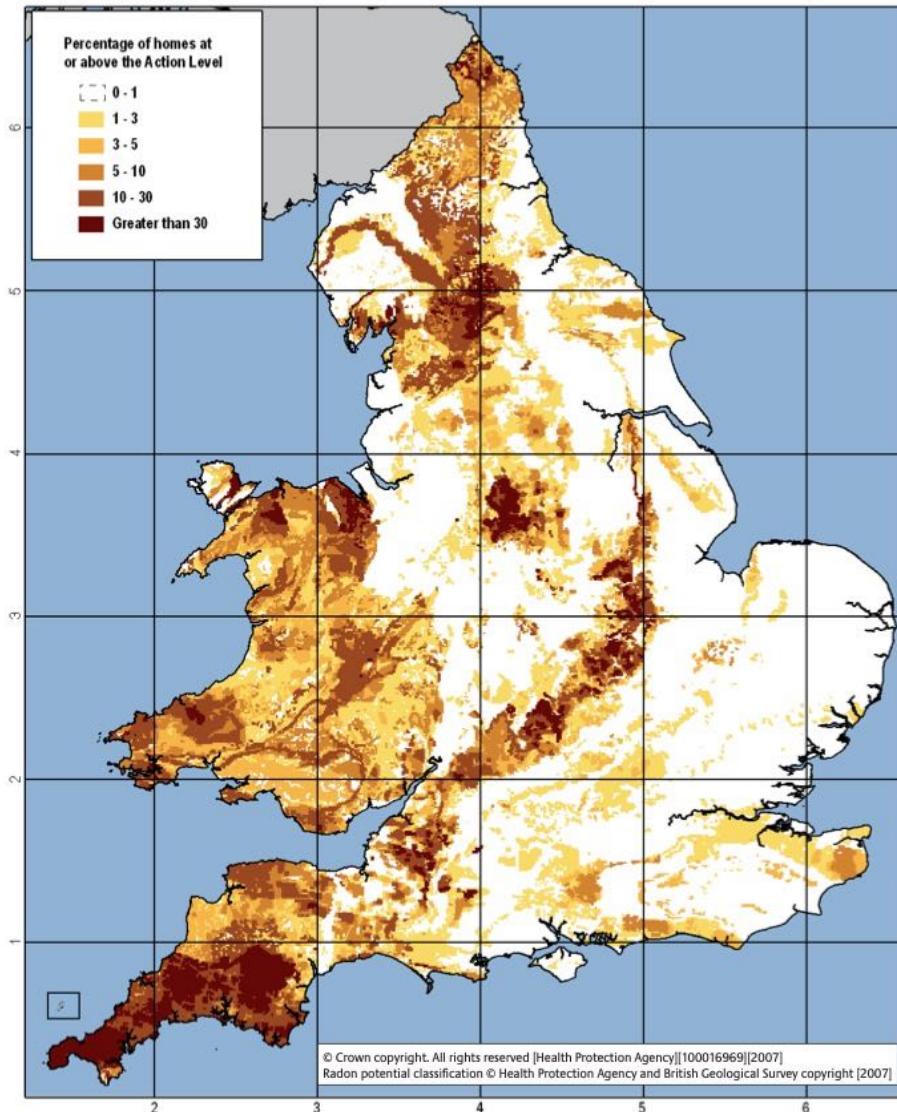 Percentage of homes at
or above the Action Level
0 - 1
1 - 3
3 - 5
5 - 10
10 - 30
Greater than 30
6
5
4
3
2
1
2
3
4
5
6
© Crown copyright. All rights reserved [Health Protection Agency][100016969][2007]
Radon potential classification © Health Protection Agency and British Geological Survey copyright [2007]